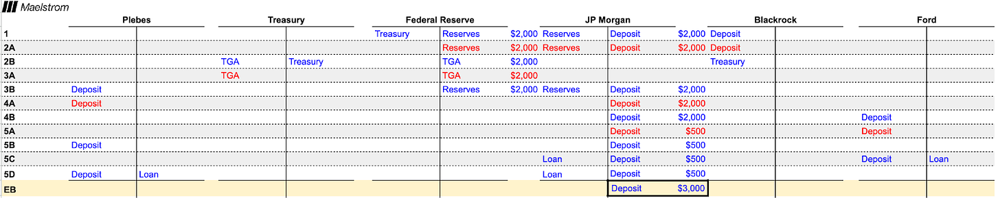 Maelstrom
Plebes Treasury Federal Reserve JP Morgan Blackrock Ford
1 Treasury Reserves $2,000 Reserves Deposit $2,000 Deposit
2A Reserves $2,000 Reserves Deposit $2,000 Deposit
2B TGA Treasury TGA $2,000 Treasury
3A TGA TGA $2,000
3B Deposit Reserves $2,000 Reserves Deposit $2,000
4A Deposit Deposit $2,000
4B Deposit $2,000 Deposit
5A Deposit $500 Deposit
5B Deposit Deposit $500
5C Loan Deposit $500 Deposit Loan
5D Deposit Loan Loan Deposit $500
EB Deposit $3,000